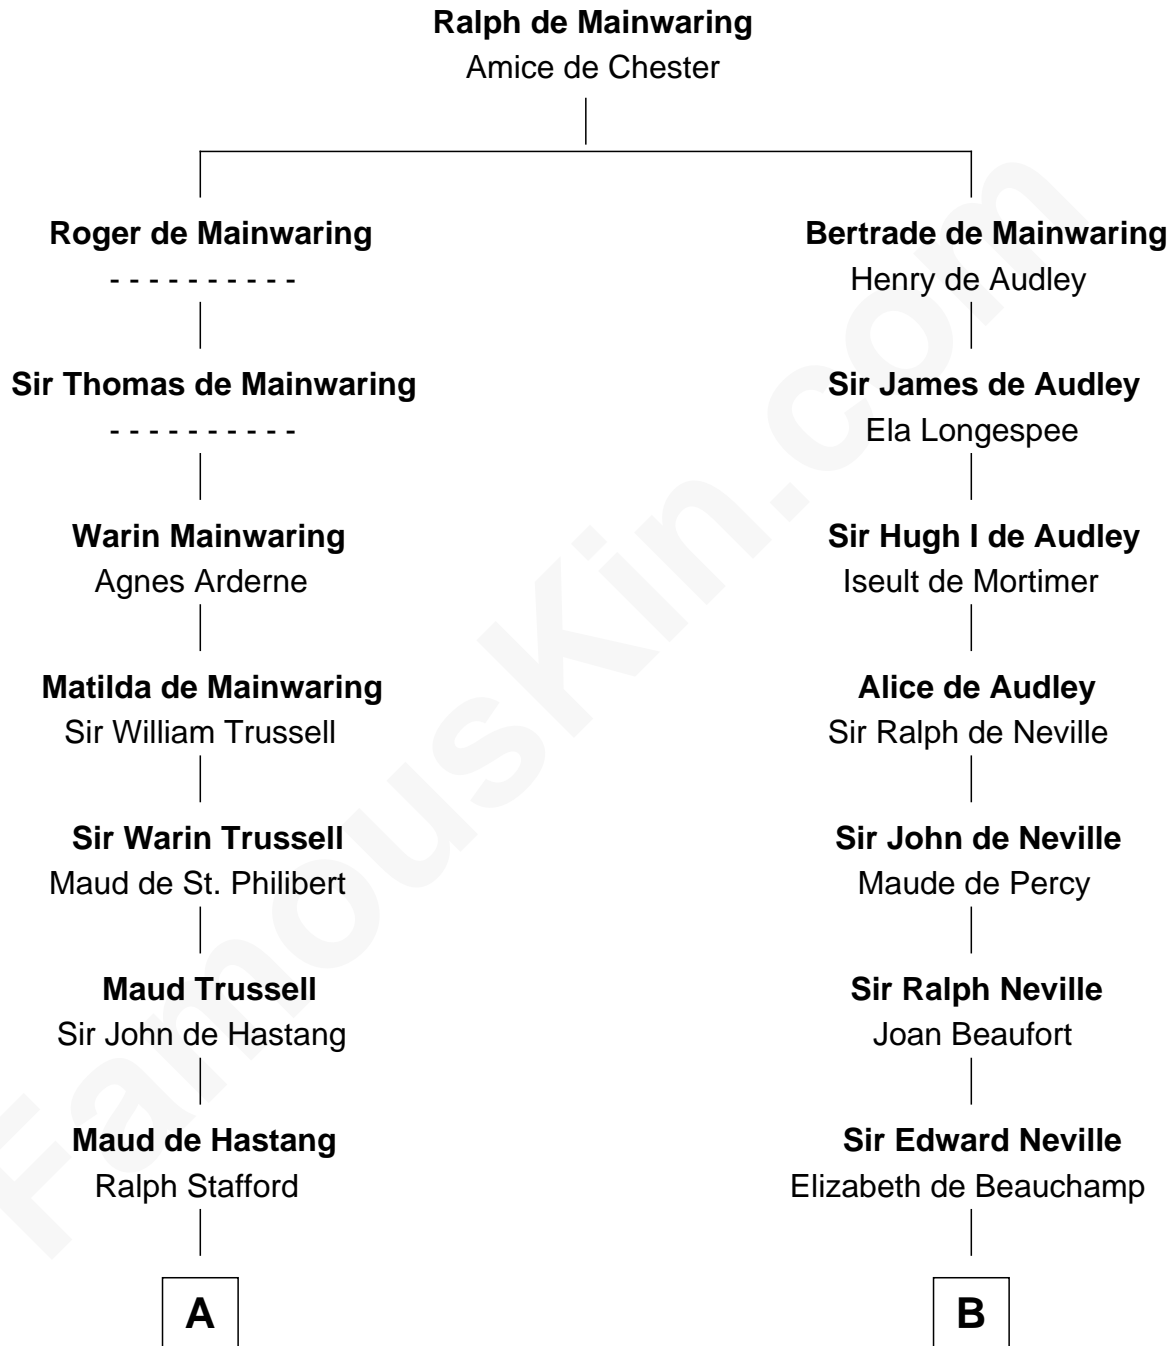 Ralph de Mainwaring
Amice de Chester
Roger de Mainwaring
- - - - - - - - - -
Sir Thomas de Mainwaring
- - - - - - - - - -
Warin Mainwaring
Agnes Arderne
Matilda de Mainwaring
Sir William Trussell
Sir Warin Trussell
Maud de St. Philibert
Maud Trussell
Sir John de Hastang
Maud de Hastang
Ralph Stafford
A
Bertrade de Mainwaring
Henry de Audley
Sir James de Audley
Ela Longespee
Sir Hugh I de Audley
Iseult de Mortimer
Alice de Audley
Sir Ralph de Neville
Sir John de Neville
Maude de Percy
Sir Ralph Neville
Joan Beaufort
Sir Edward Neville
Elizabeth de Beauchamp
B
FamousKin.com